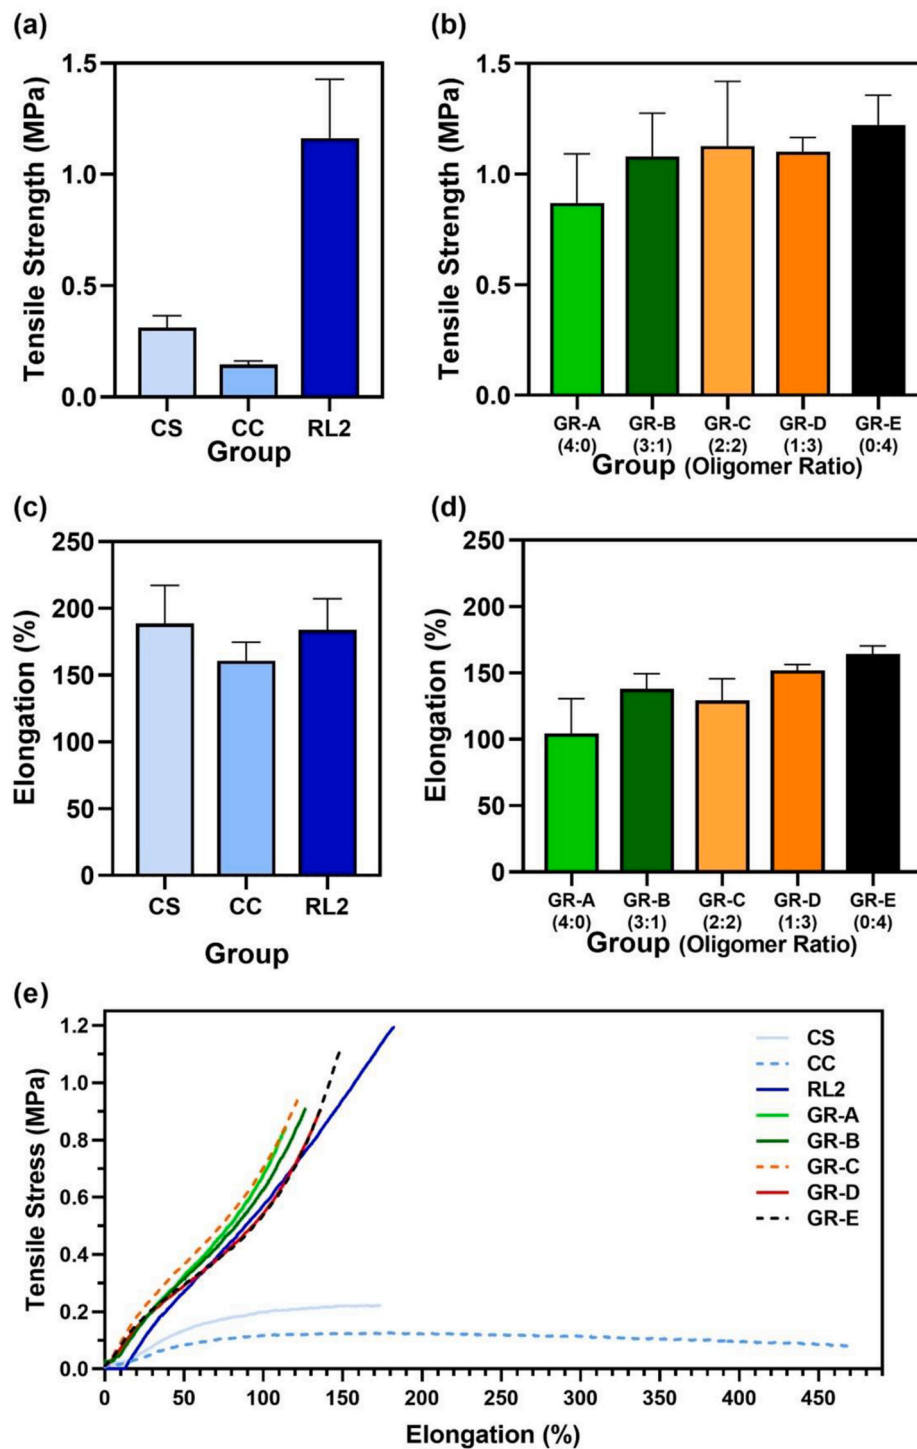 (a)
Tensile Strength (MPa)
1.5
1.0
0.5
0.0
CS CC RL2
Group
(b)
Tensile Strength (MPa)
1.5
1.0
0.5
0.0
GR-A GR-B GR-C GR-D GR-E
(4:0) (3:1) (2:2) (1:3) (0:4)
Group (Oligomer Ratio)
(c)
Elongation (%)
250
200
150
100
50
0
CS CC RL2
Group
(d)
Elongation (%)
250
200
150
100
50
0
GR-A GR-B GR-C GR-D GR-E
(4:0) (3:1) (2:2) (1:3) (0:4)
Group (Oligomer Ratio)
(e)
Tensile Stress (MPa)
1.2
1.0
0.8
0.6
0.4
0.2
0.0
CS
CC
RL2
GR-A
GR-B
GR-C
GR-D
GR-E
0 50 100 150 200 250 300 350 400 450
Elongation (%)